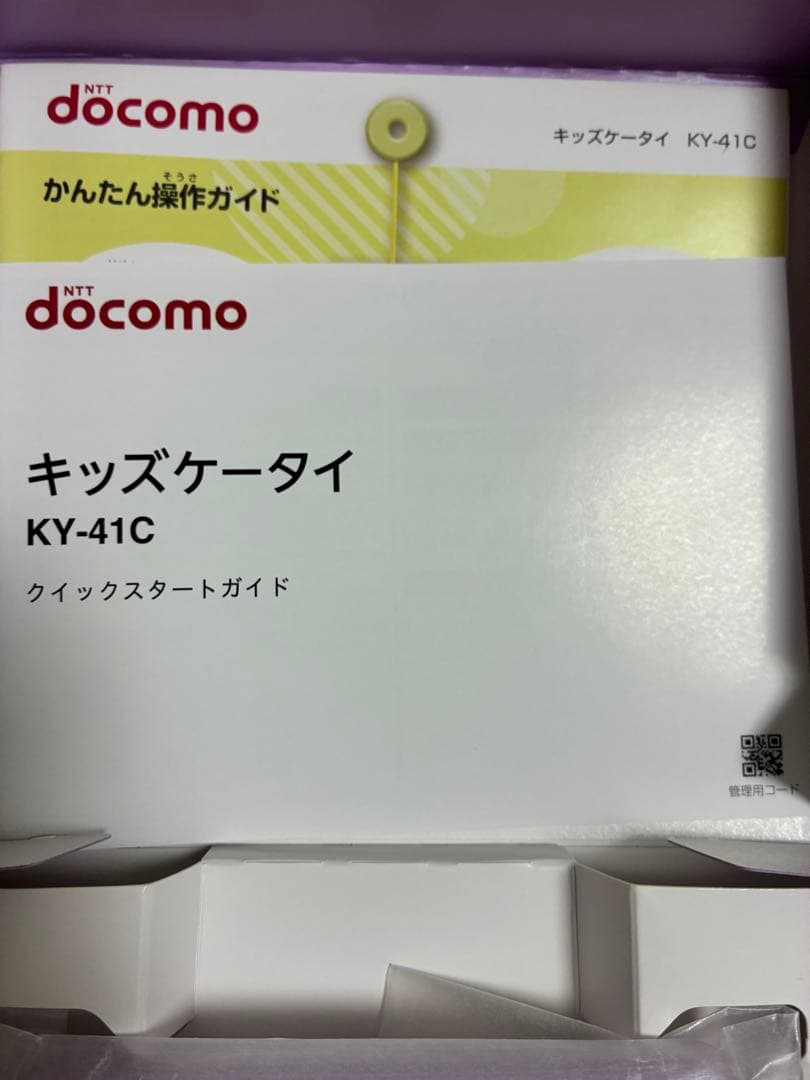 NTT
docomo
キッズケータイ KY-41C
そうさ
かんたん操作ガイド
NTT
docomo
キッズケータイ
KY-41C
クイックスタートガイド
管理用コード